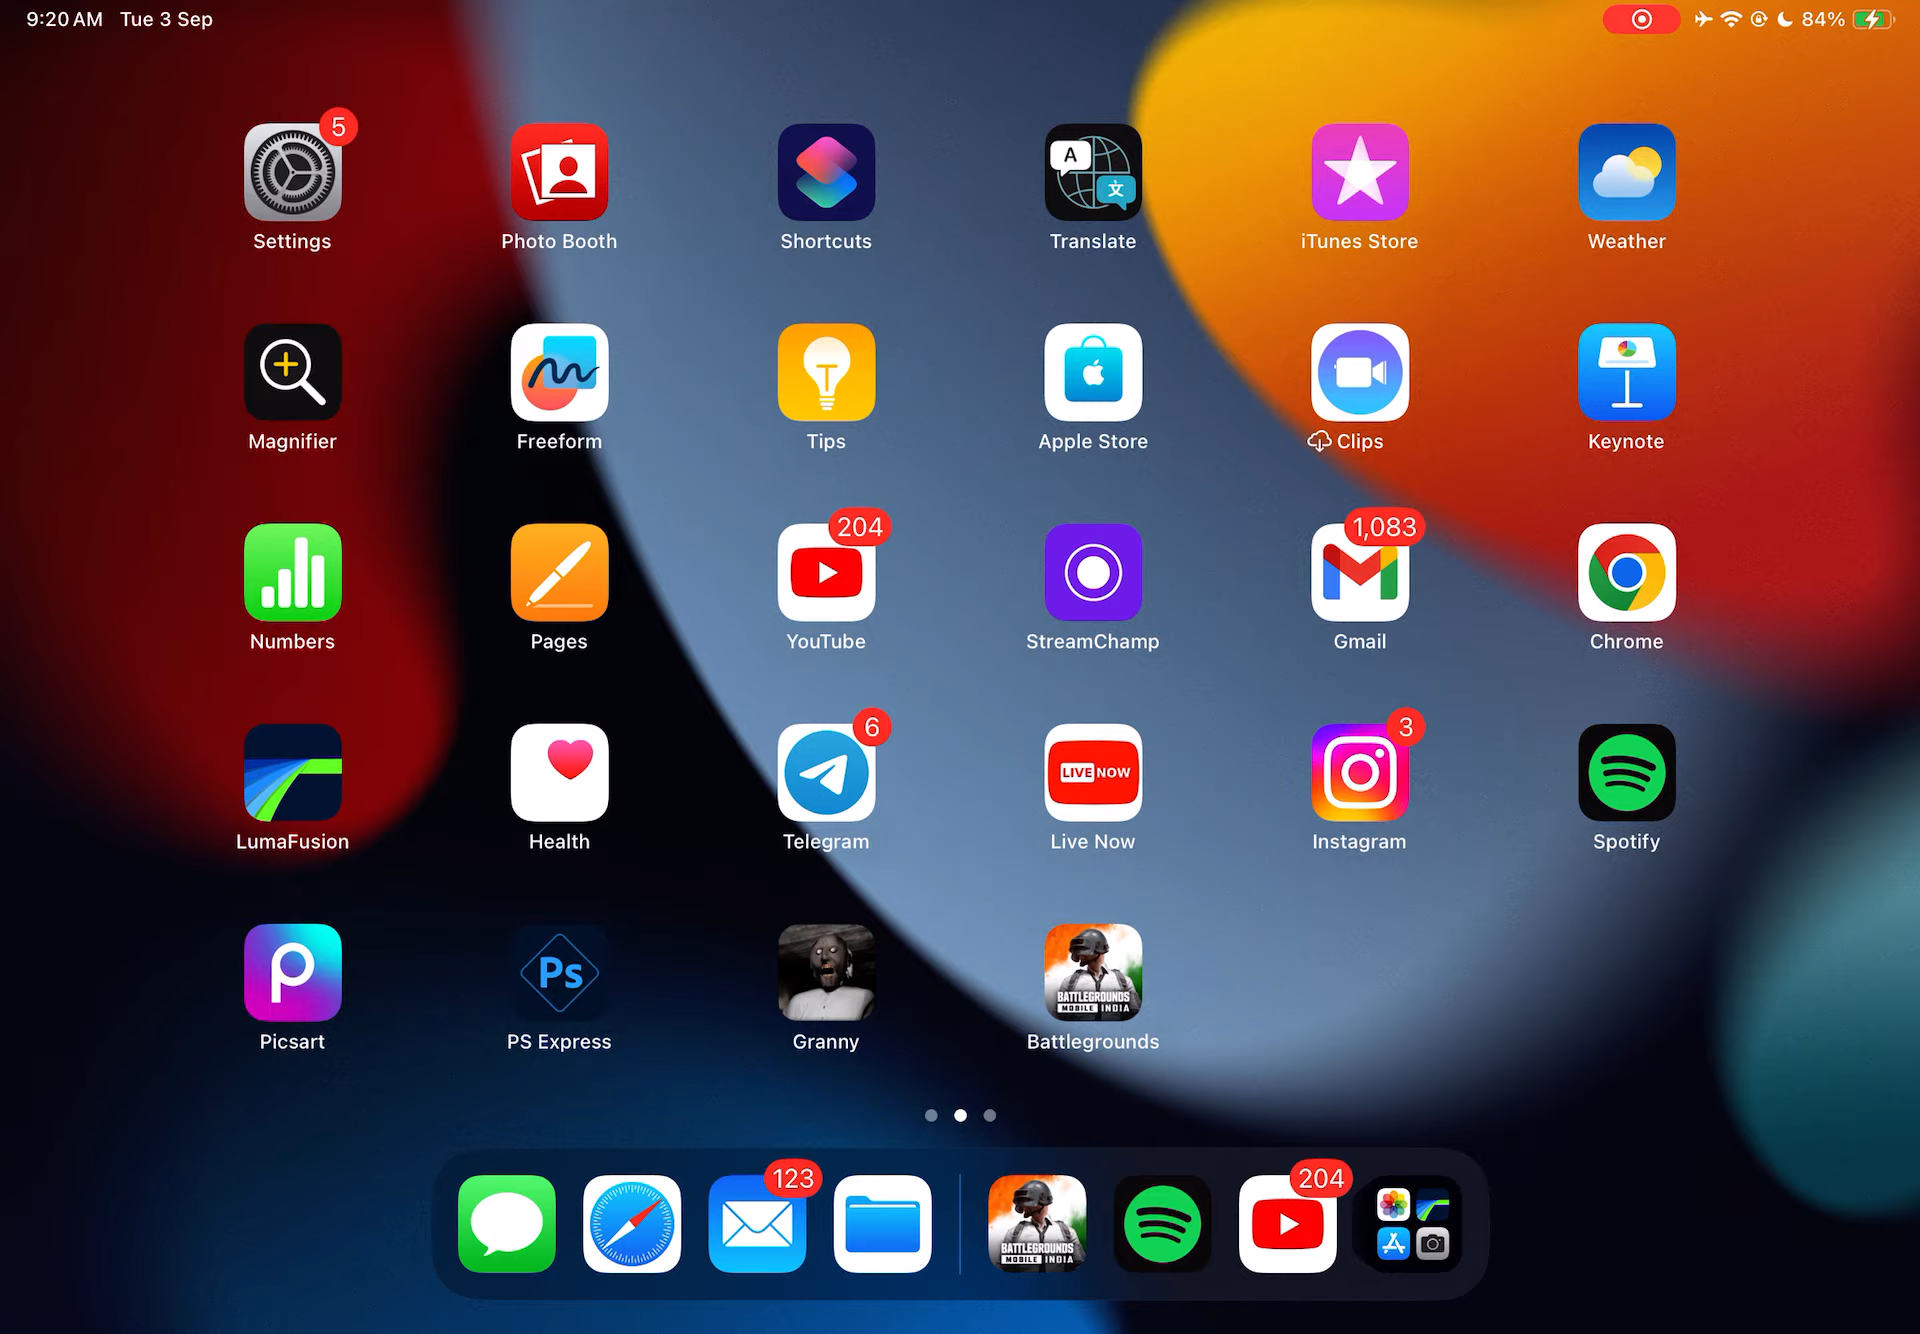 9:20 AM Tue 3 Sep
84%
5
Settings
Photo Booth
Shortcuts
A
文
Translate
iTunes Store
Weather
Magnifier
Freeform
Tips
Apple Store
Clips
Keynote
Numbers
Pages
204
YouTube
StreamChamp
1,083
Gmail
Chrome
LumaFusion
Health
6
Telegram
LIVE NOW
Live Now
3
Instagram
Spotify
Picsart
Ps
PS Express
Granny
BATTLEGROUNDS
MOBILE INDIA
Battlegrounds
123
BATTLEGROUNDS
MOBILE INDIA
204